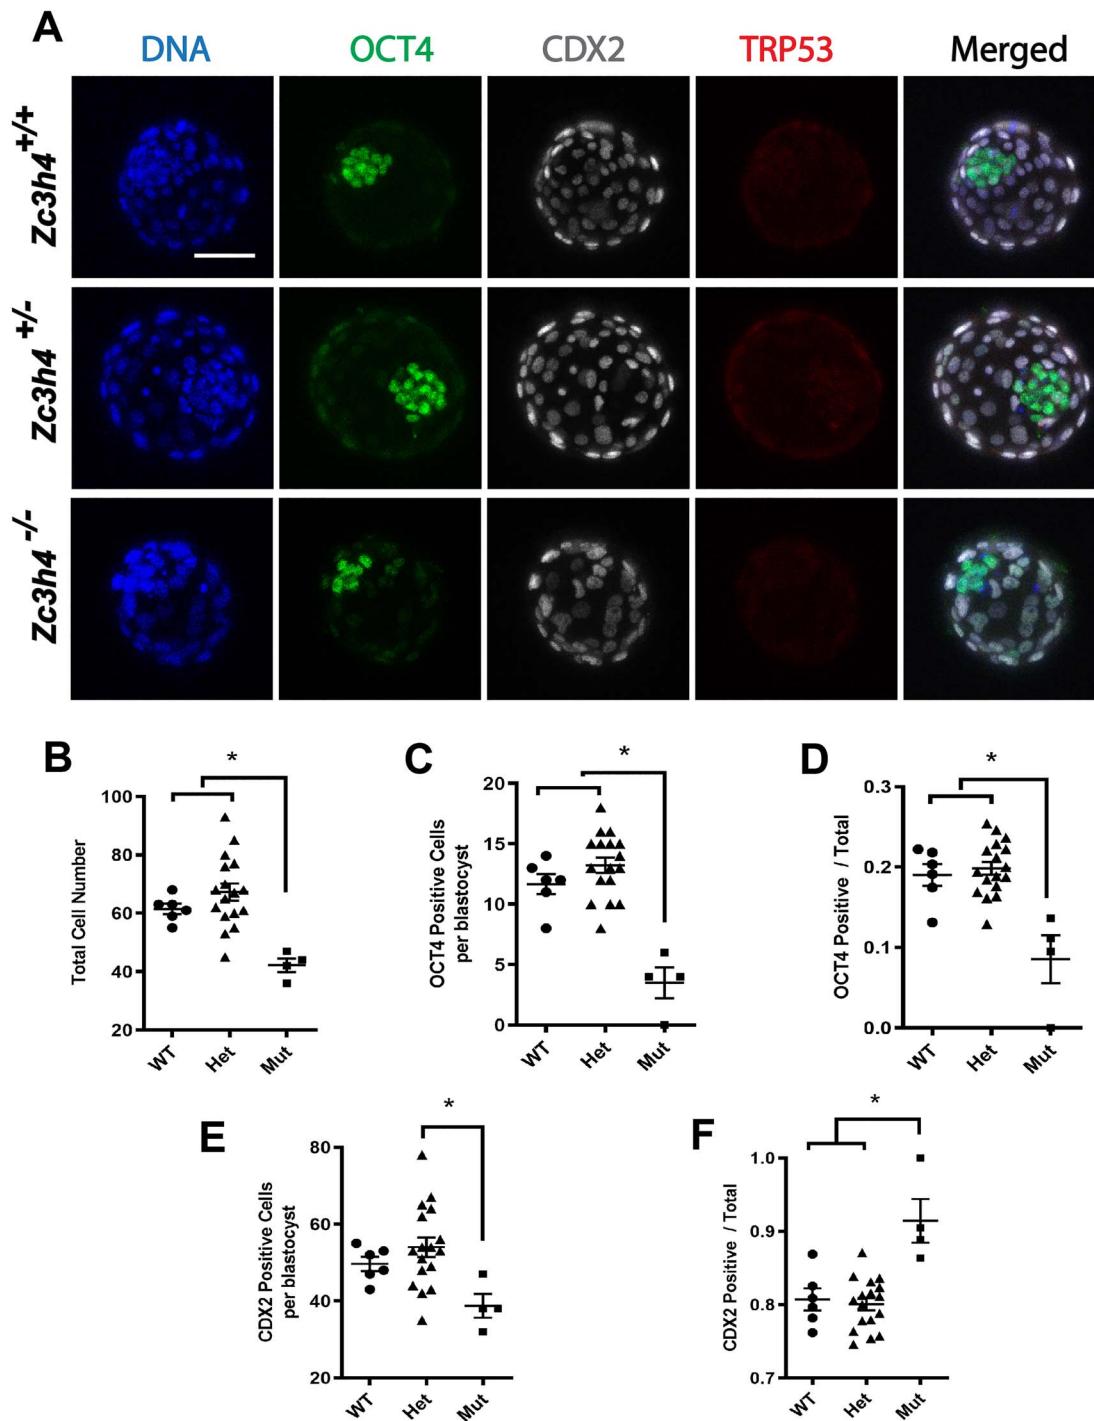 A
DNA OCT4 CDX2 TRP53 Merged
Zc3h4+/+
Zc3h4+/-
Zc3h4-/-
B
*
Total Cell Number
100
80
60
40
20
WT Het Mut
C
*
OCT4 Positive Cells
per blastocyst
20
15
10
5
0
WT Het Mut
D
*
OCT4 Positive / Total
0.3
0.2
0.1
0.0
WT Het Mut
E
*
CDX2 Positive Cells
per blastocyst
80
60
40
20
WT Het Mut
F
*
CDX2 Positive / Total
1.0
0.9
0.8
0.7
WT Het Mut